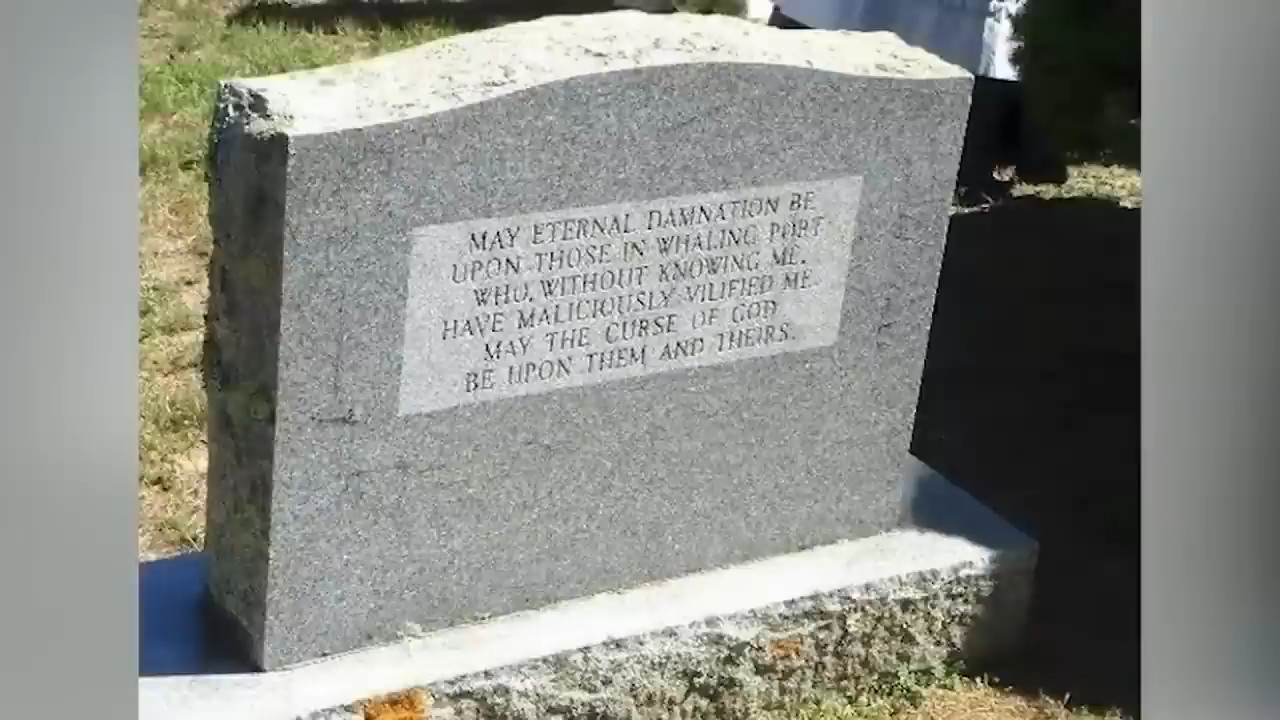 MAY ETERNAL DAMNATION BE
UPON THOSE IN WHALING PORT
WHO, WITHOUT KNOWING ME,
HAVE MALICIOUSLY VILIFIED ME.
MAY THE CURSE OF GOD
BE UPON THEM AND THEIRS.